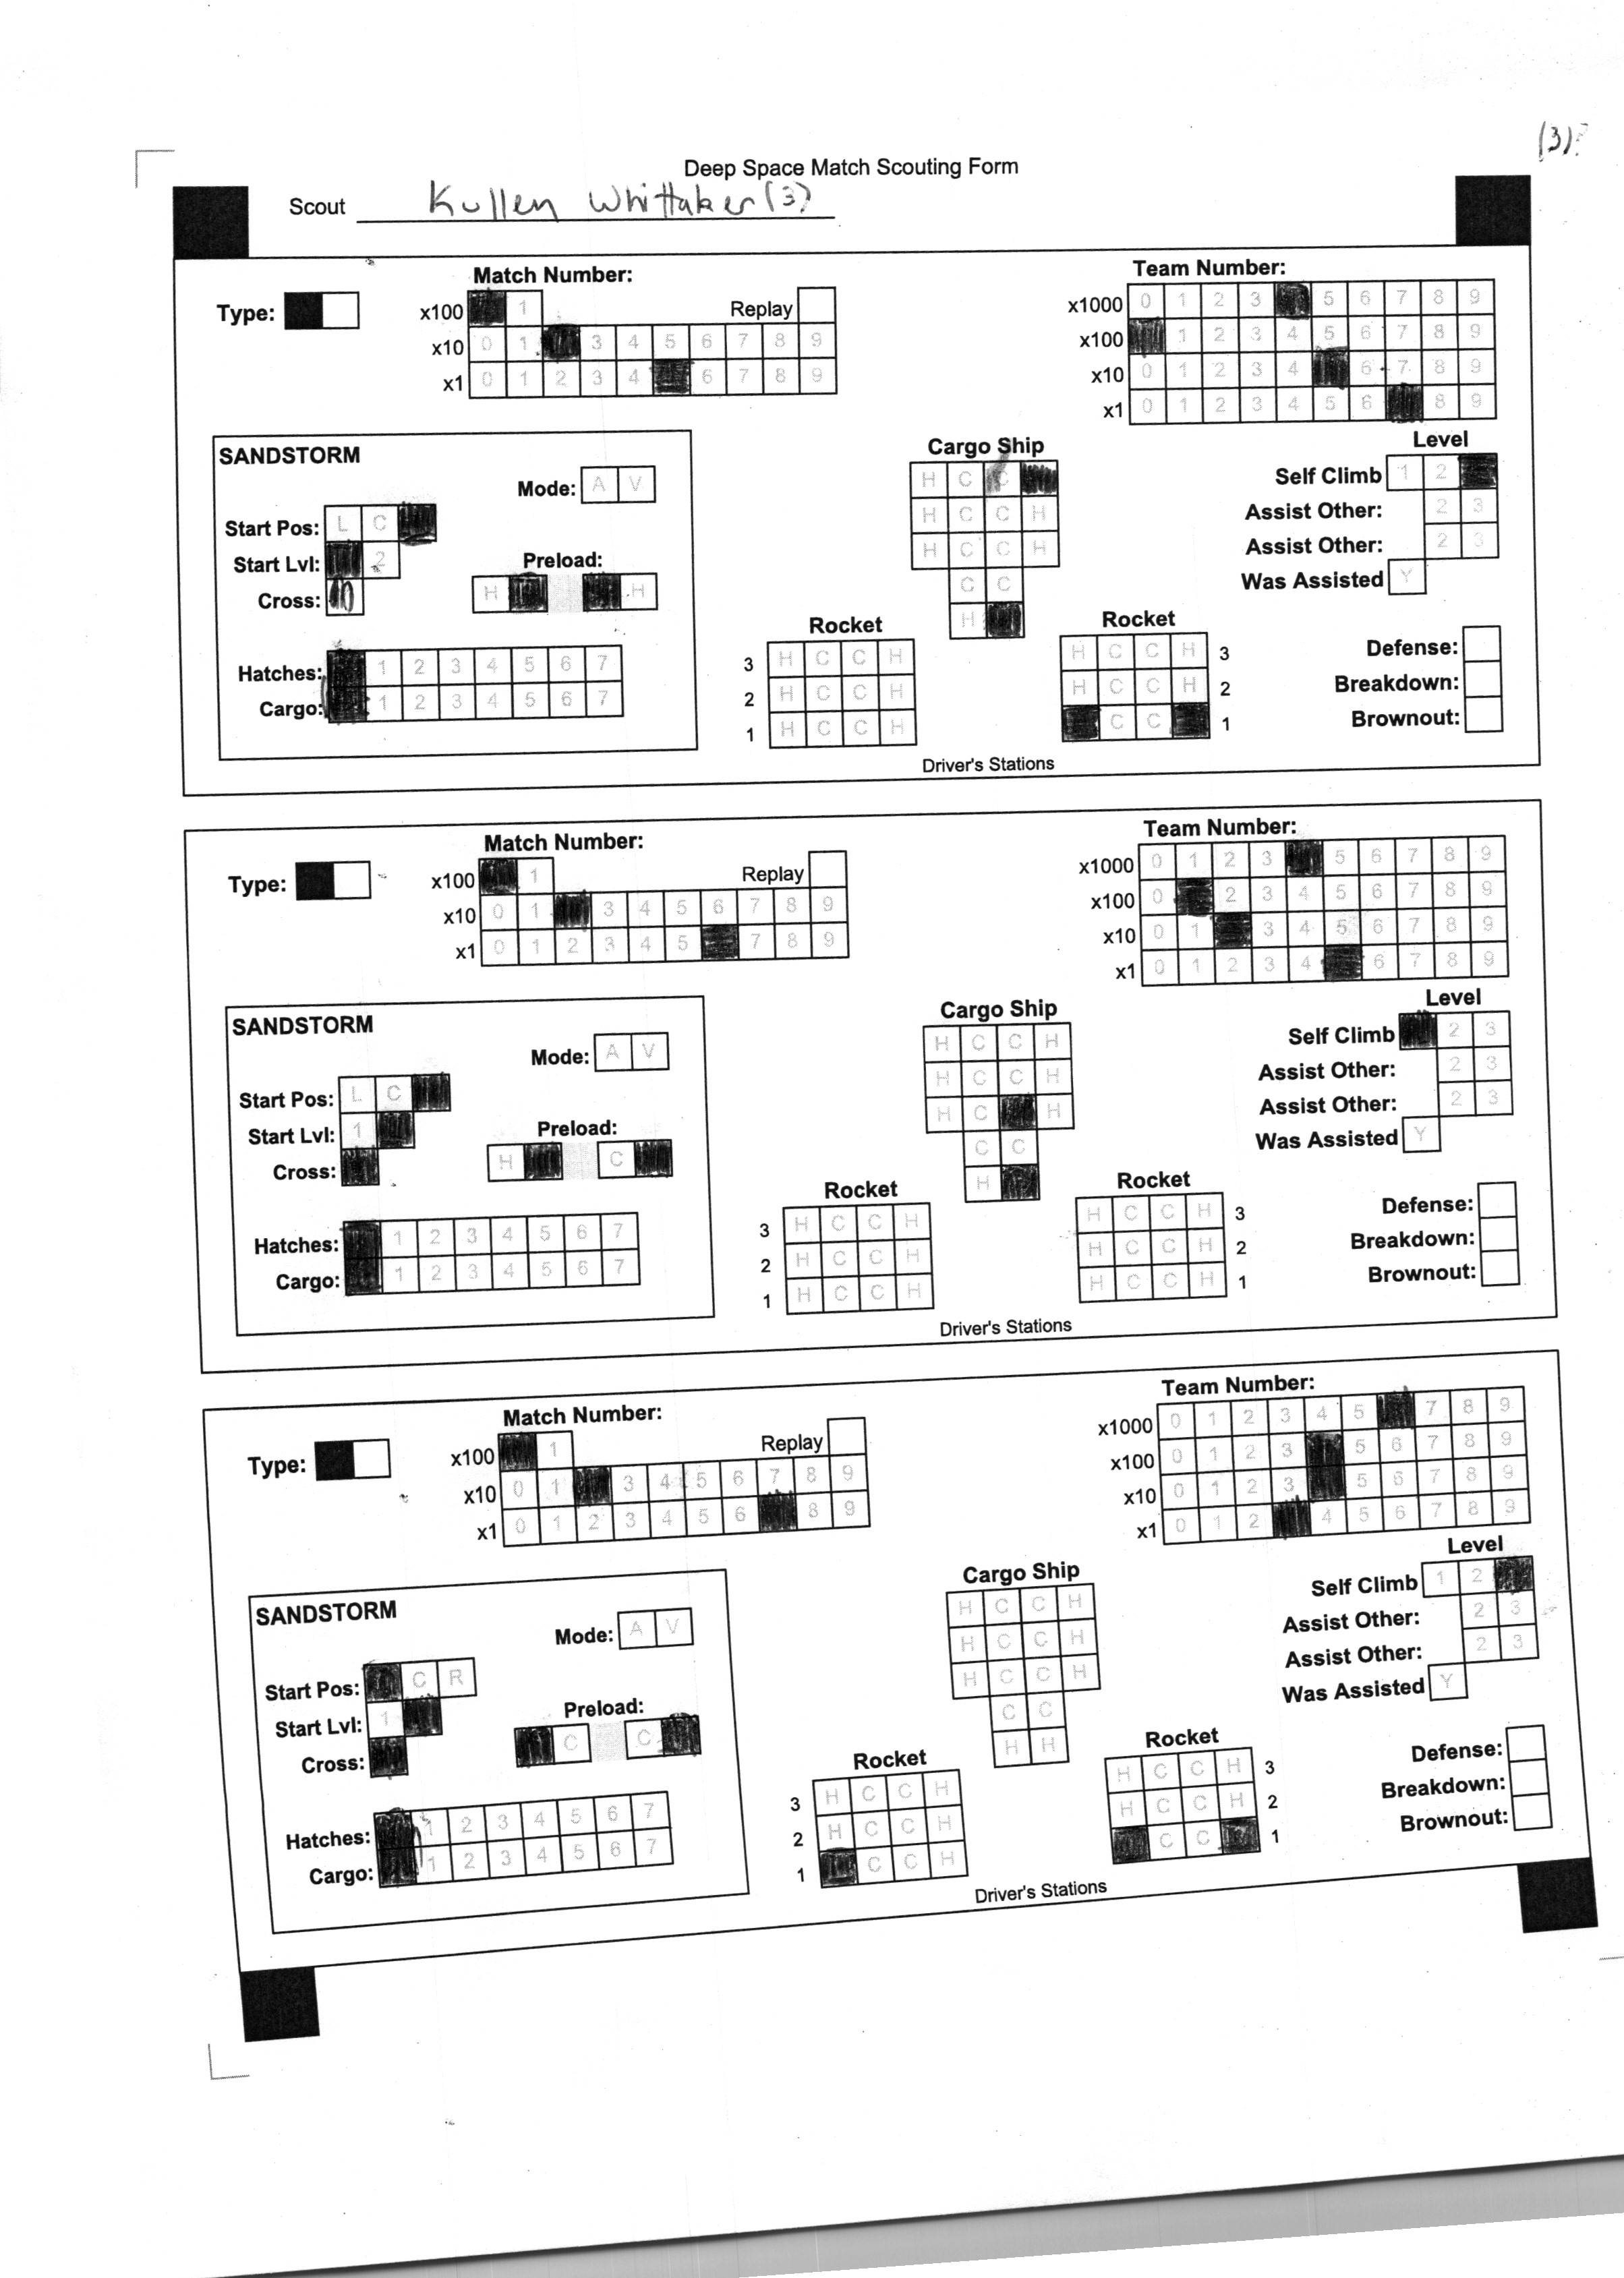 (3)?
Deep Space Match Scouting Form
Scout Kullen Whittaker (3)
Match Number:
Team Number:
Type:
x100 1
Replay
x1000 0 1 2 3 5 6 7 8 9
x10 0 1 3 4 5 6 7 8 9
x100 1 2 3 4 5 6 7 8 9
x1 0 1 2 3 4 6 7 8 9
x10 0 1 2 3 4 6 7 8 9
x1 0 1 2 3 4 5 6 8 9
SANDSTORM
Mode: A V
Start Pos: L C
Start Lvl: 2
Cross:
Preload:
H H
Hatches: 1 2 3 4 5 6 7
Cargo: 1 2 3 4 5 6 7
Cargo Ship
H C C
H C C H
H C C H
C C
H
Rocket
3 H C C H
2 H C C H
1 H C C H
Rocket
H C C H 3
H C C H 2
C C 1
Driver's Stations
Level
Self Climb 1 2
Assist Other: 2 3
Assist Other: 2 3
Was Assisted Y
Defense:
Breakdown:
Brownout:
Match Number:
Team Number:
Type:
x100 1
Replay
x1000 0 1 2 3 5 6 7 8 9
x10 0 1 3 4 5 6 7 8 9
x100 0 2 3 4 5 6 7 8 9
x1 0 1 2 3 4 5 7 8 9
x10 0 1 3 4 5 6 7 8 9
x1 0 1 2 3 4 6 7 8 9
SANDSTORM
Mode: A V
Start Pos: L C
Start Lvl: 1
Cross:
Preload:
H C
Hatches: 1 2 3 4 5 6 7
Cargo: 1 2 3 4 5 6 7
Cargo Ship
H C C H
H C C H
H C H
C C
H
Rocket
3 H C C H
2 H C C H
1 H C C H
Rocket
H C C H 3
H C C H 2
H C C H 1
Driver's Stations
Level
Self Climb 2 3
Assist Other: 2 3
Assist Other: 2 3
Was Assisted Y
Defense:
Breakdown:
Brownout:
Match Number:
Team Number:
Type:
x100 1
Replay
x1000 0 1 2 3 4 5 7 8 9
x10 0 1 3 4 5 6 7 8 9
x100 0 1 2 3 5 6 7 8 9
x1 0 1 2 3 4 5 6 8 9
x10 0 1 2 3 5 6 7 8 9
x1 0 1 2 4 5 6 7 8 9
SANDSTORM
Mode: A V
Start Pos: C R
Start Lvl: 1
Cross:
Preload:
C C
Hatches: 1 2 3 4 5 6 7
Cargo: 1 2 3 4 5 6 7
Cargo Ship
H C C H
H C C H
H C C H
C C
H H
Rocket
3 H C C H
2 H C C H
1 C C H
Rocket
H C C H 3
H C C H 2
C C 1
Driver's Stations
Level
Self Climb 1 2
Assist Other: 2 3
Assist Other: 2 3
Was Assisted Y
Defense:
Breakdown:
Brownout: